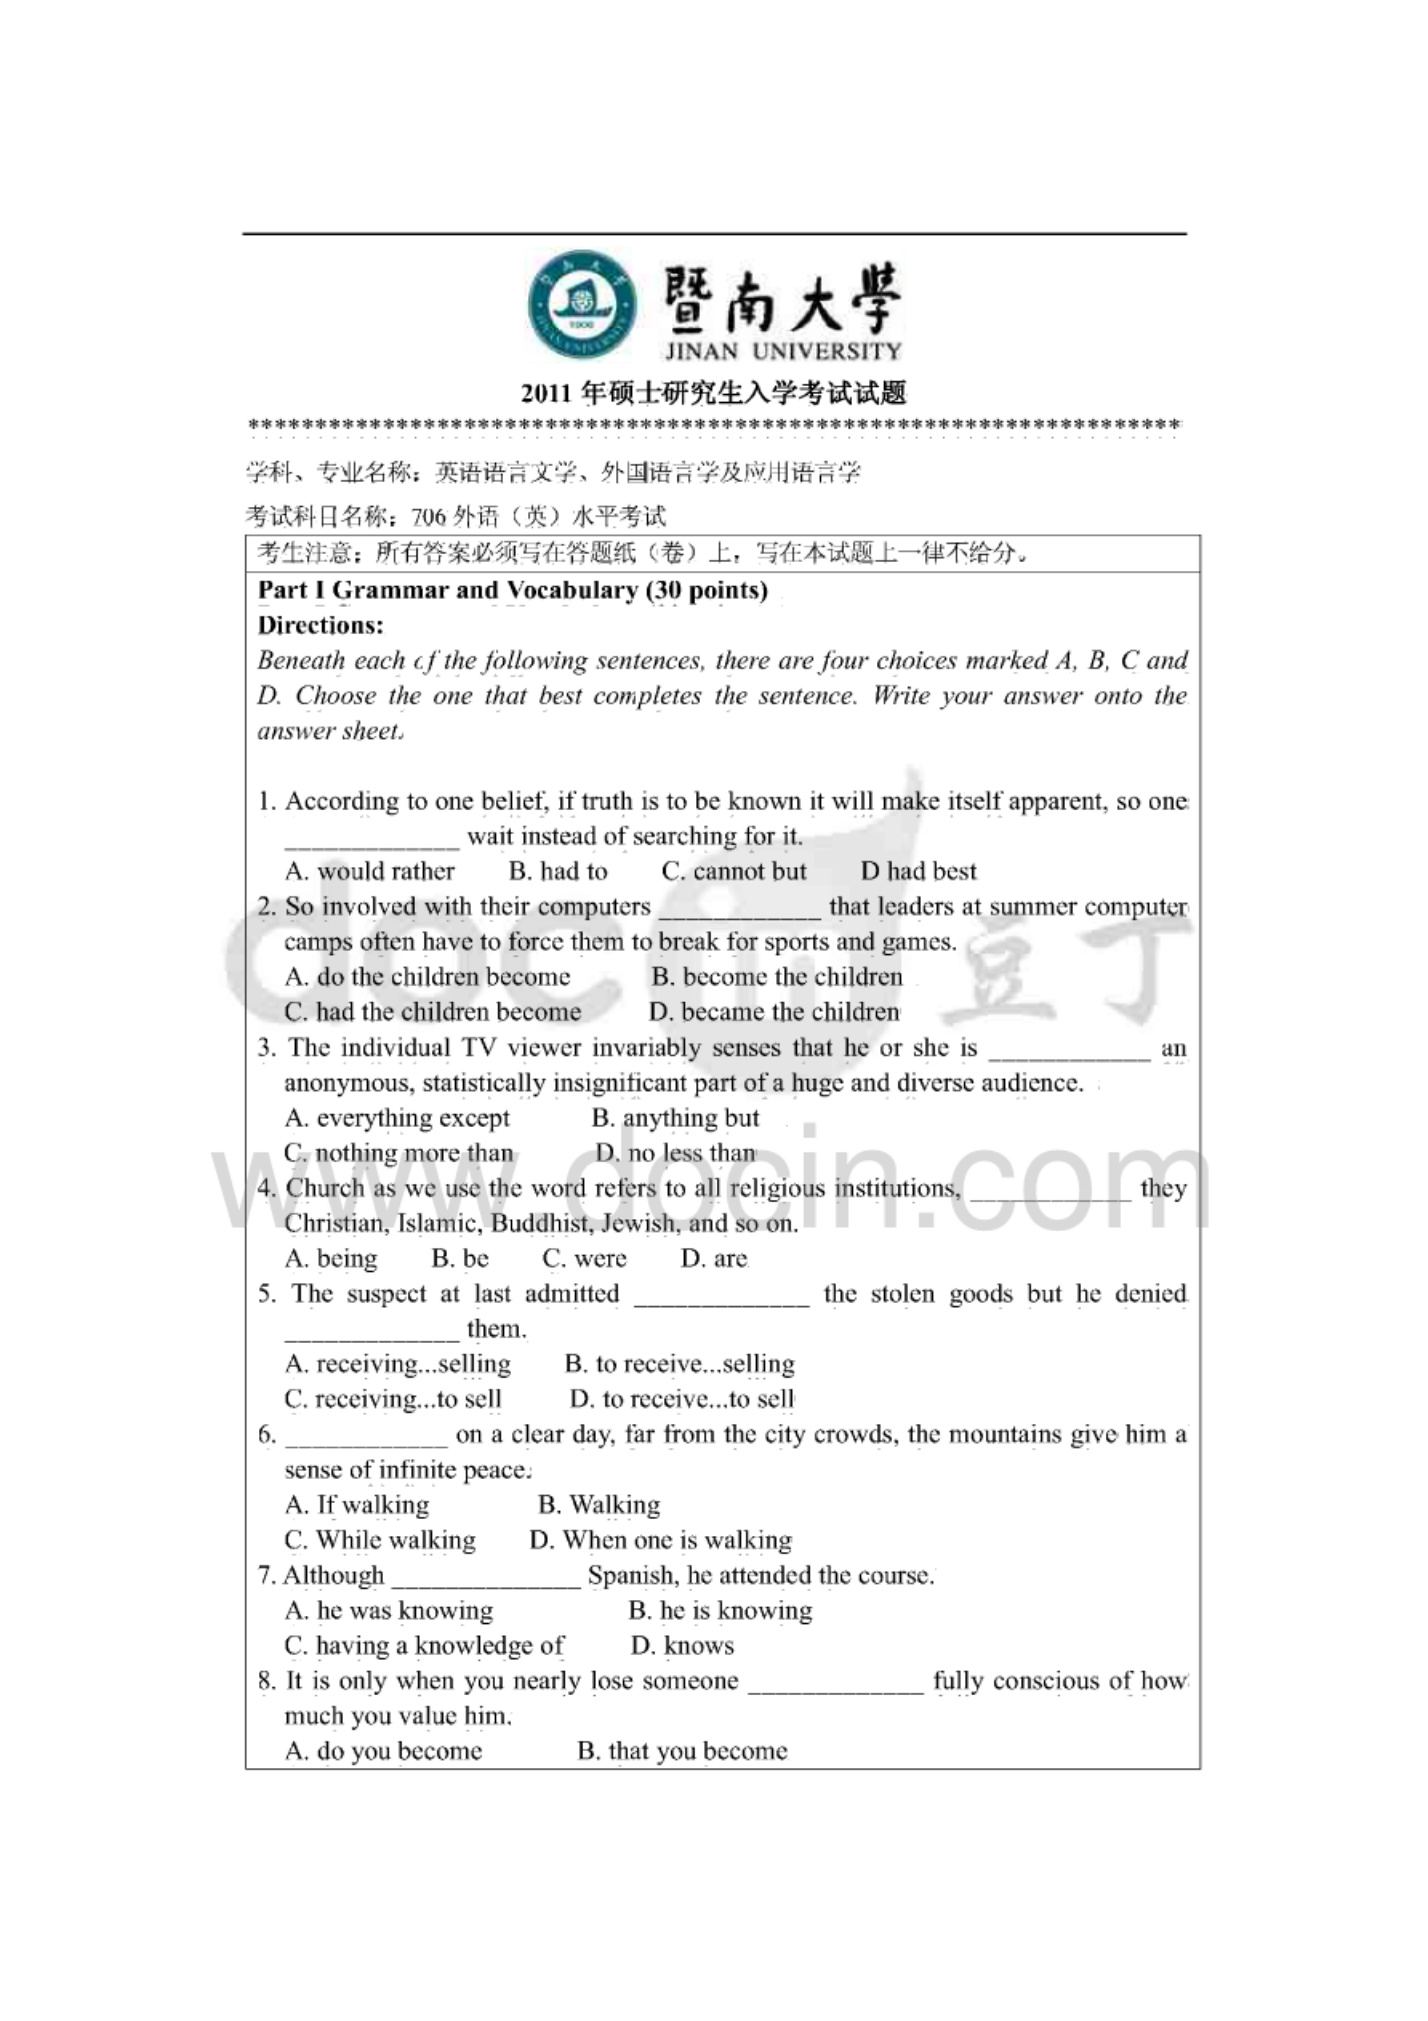 暨南大学
JINAN UNIVERSITY
2011 年硕士研究生入学考试试题
**********************************************************************
学科、专业名称：英语语言文学、外国语言学及应用语言学
考试科目名称：706 外语（英）水平考试
考生注意：所有答案必须写在答题纸（卷）上，写在本试题上一律不给分。
Part I Grammar and Vocabulary (30 points)
Directions:
Beneath each of the following sentences, there are four choices marked A, B, C and
D. Choose the one that best completes the sentence. Write your answer onto the
answer sheet.
1. According to one belief, if truth is to be known it will make itself apparent, so one
_____________ wait instead of searching for it.
A. would rather B. had to C. cannot but D had best
2. So involved with their computers ____________ that leaders at summer computer
camps often have to force them to break for sports and games.
A. do the children become B. become the children
C. had the children become D. became the children
3. The individual TV viewer invariably senses that he or she is ____________ an
anonymous, statistically insignificant part of a huge and diverse audience.
A. everything except B. anything but
C. nothing more than D. no less than
4. Church as we use the word refers to all religious institutions, ____________ they
Christian, Islamic, Buddhist, Jewish, and so on.
A. being B. be C. were D. are
5. The suspect at last admitted _____________ the stolen goods but he denied
_____________ them.
A. receiving...selling B. to receive...selling
C. receiving...to sell D. to receive...to sell
6. ____________ on a clear day, far from the city crowds, the mountains give him a
sense of infinite peace.
A. If walking B. Walking
C. While walking D. When one is walking
7. Although ______________ Spanish, he attended the course.
A. he was knowing B. he is knowing
C. having a knowledge of D. knows
8. It is only when you nearly lose someone _____________ fully conscious of how
much you value him.
A. do you become B. that you become
docin 豆丁
www.docin.com